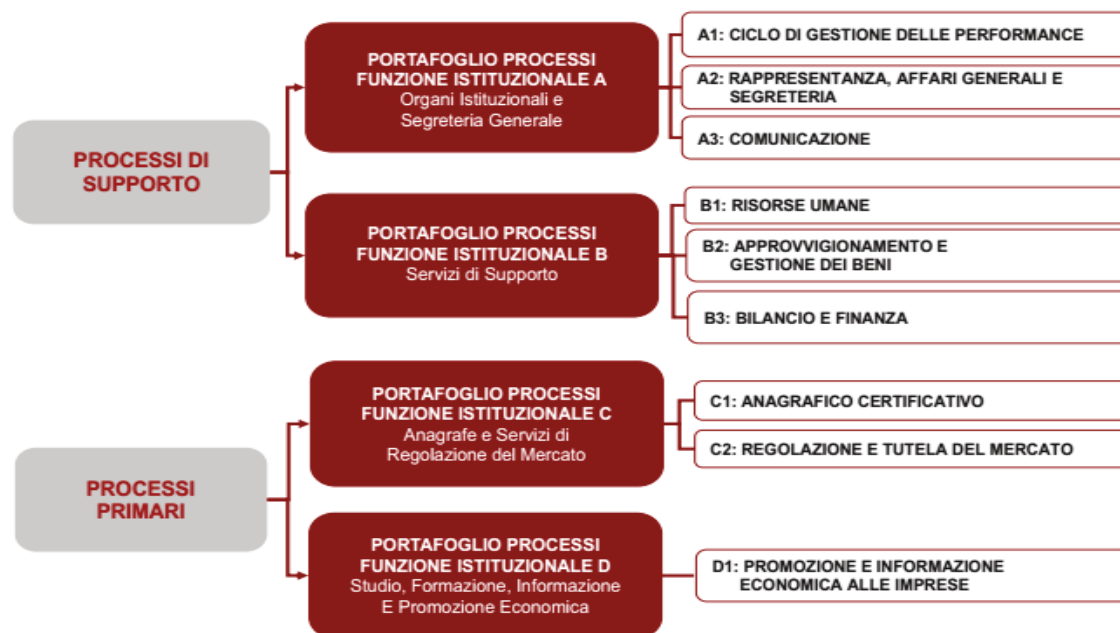 PROCESSI DI
SUPPORTO
PORTAFOGLIO PROCESSI
FUNZIONE ISTITUZIONALE A
Organi Istituzionali e
Segreteria Generale
A1: CICLO DI GESTIONE DELLE PERFORMANCE
A2: RAPPRESENTANZA, AFFARI GENERALI E
SEGRETERIA
A3: COMUNICAZIONE
PORTAFOGLIO PROCESSI
FUNZIONE ISTITUZIONALE B
Servizi di Supporto
B1: RISORSE UMANE
B2: APPROVVIGIONAMENTO E
GESTIONE DEI BENI
B3: BILANCIO E FINANZA
PROCESSI
PRIMARI
PORTAFOGLIO PROCESSI
FUNZIONE ISTITUZIONALE C
Anagrafe e Servizi di
Regolazione del Mercato
C1: ANAGRAFICO CERTIFICATIVO
C2: REGOLAZIONE E TUTELA DEL MERCATO
PORTAFOGLIO PROCESSI
FUNZIONE ISTITUZIONALE D
Studio, Formazione, Informazione
E Promozione Economica
D1: PROMOZIONE E INFORMAZIONE
ECONOMICA ALLE IMPRESE